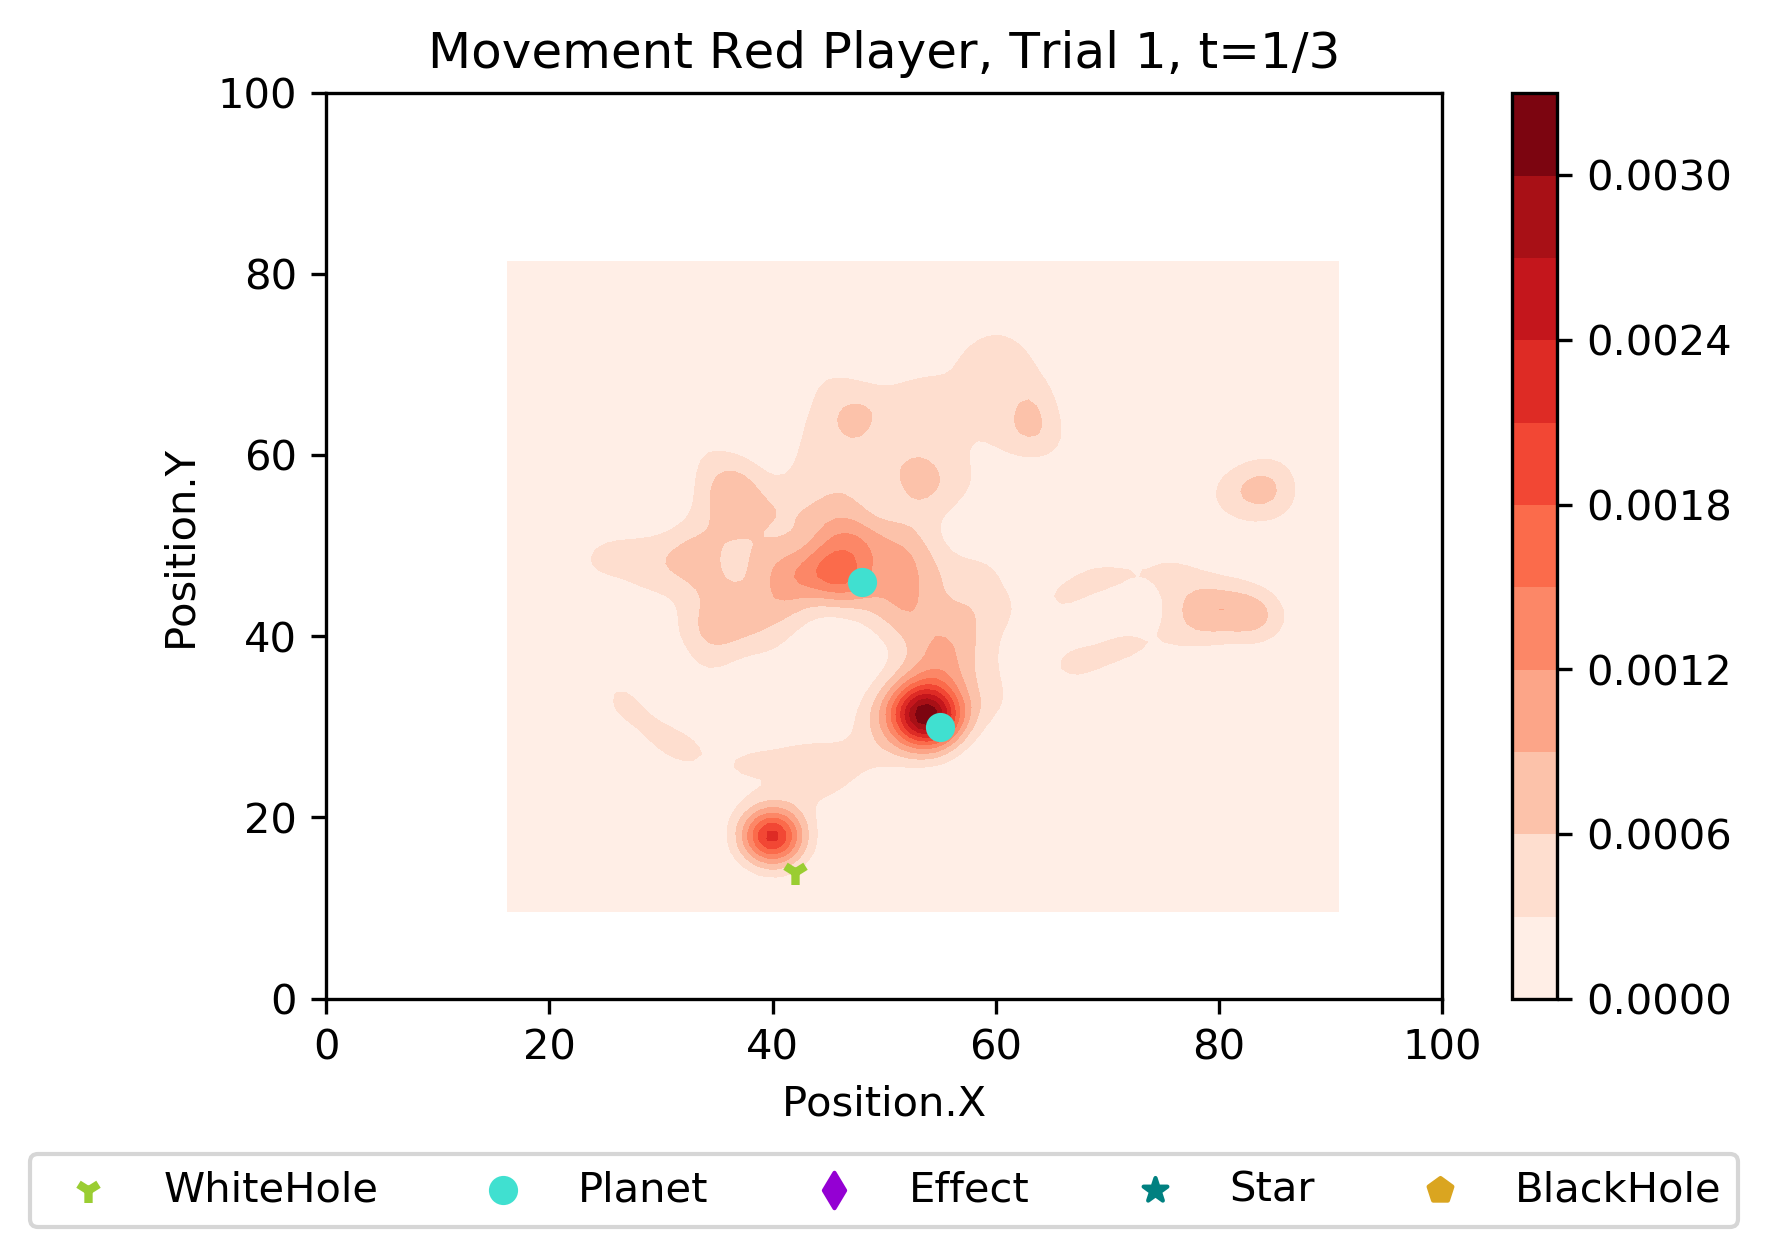 Movement Red Player, Trial 1, t=1/3
100
80
60
40
20
0
Position.Y
0 20 40 60 80 100
Position.X
0.0030
0.0024
0.0018
0.0012
0.0006
0.0000
WhiteHole Planet Effect Star BlackHole